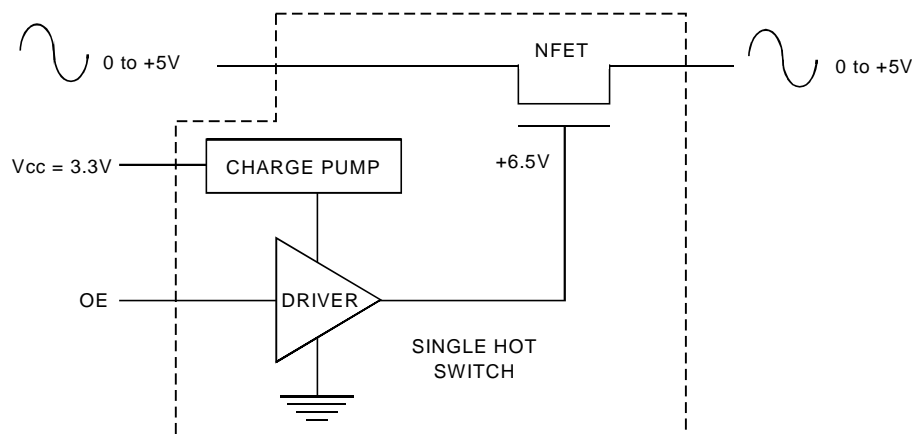 NFET
0 to +5V
0 to +5V
Vcc = 3.3V
CHARGE PUMP
+6.5V
OE
DRIVER
SINGLE HOT
SWITCH